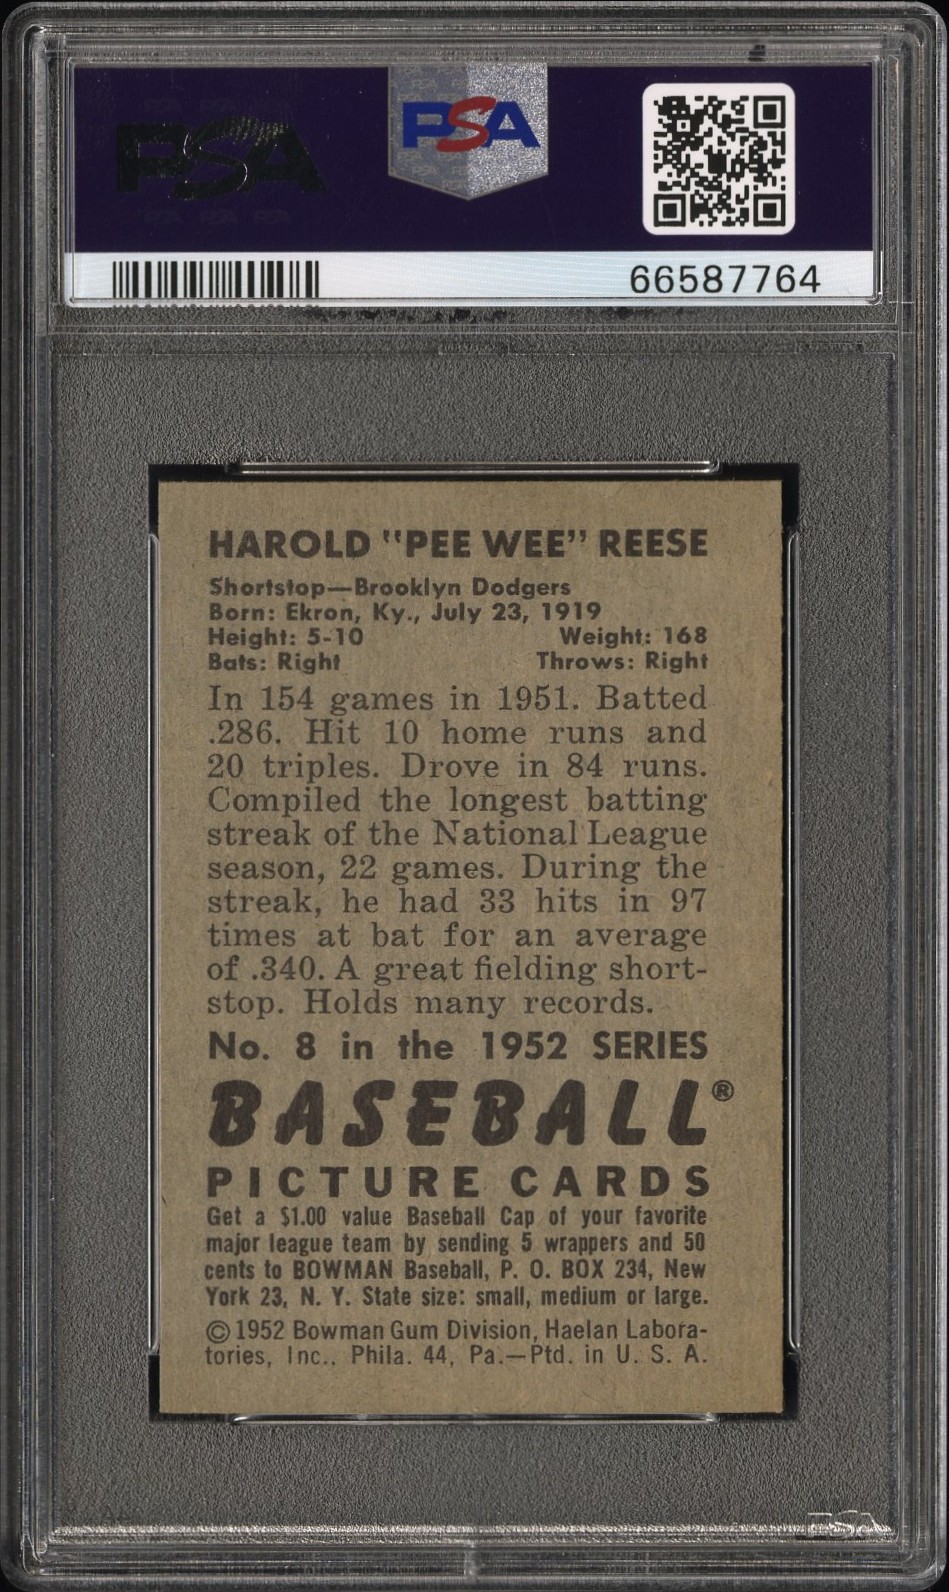 PSA
PSA
66587764
HAROLD "PEE WEE" REESE
Shortstop—Brooklyn Dodgers
Born: Ekron, Ky., July 23, 1919
Height: 5-10 Weight: 168
Bats: Right Throws: Right
In 154 games in 1951. Batted
.286. Hit 10 home runs and
20 triples. Drove in 84 runs.
Compiled the longest batting
streak of the National League
season, 22 games. During the
streak, he had 33 hits in 97
times at bat for an average
of .340. A great fielding short-
stop. Holds many records.
No. 8 in the 1952 SERIES
BASEBALL®
PICTURE CARDS
Get a $1.00 value Baseball Cap of your favorite
major league team by sending 5 wrappers and 50
cents to BOWMAN Baseball, P. O. BOX 234, New
York 23, N. Y. State size: small, medium or large.
©1952 Bowman Gum Division, Haelan Labora-
tories, Inc., Phila. 44, Pa.—Ptd. in U. S. A.
PSA